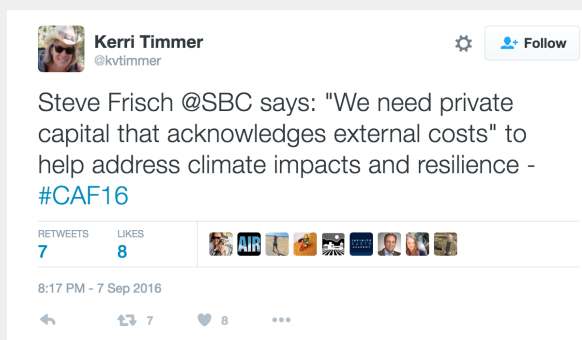 Kerri Timmer
@kvtimmer
Follow
Steve Frisch @SBC says: "We need private
capital that acknowledges external costs" to
help address climate impacts and resilience -
#CAF16
RETWEETS LIKES
7 8
AIR
8:17 PM - 7 Sep 2016
7 8